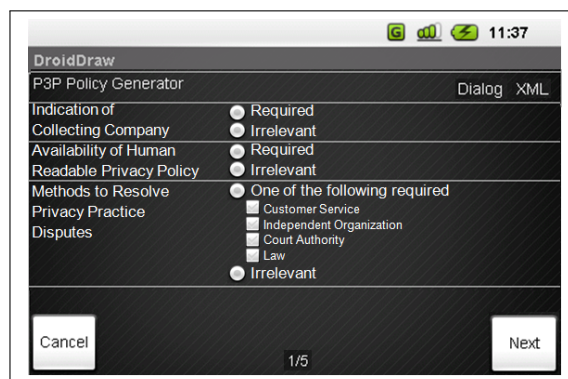 G 11:37
DroidDraw
P3P Policy Generator
Dialog XML
Indication of
Collecting Company
Required
Irrelevant
Availability of Human
Readable Privacy Policy
Required
Irrelevant
Methods to Resolve
Privacy Practice
Disputes
One of the following required
Customer Service
Independent Organization
Court Authority
Law
Irrelevant
Cancel
1/5
Next